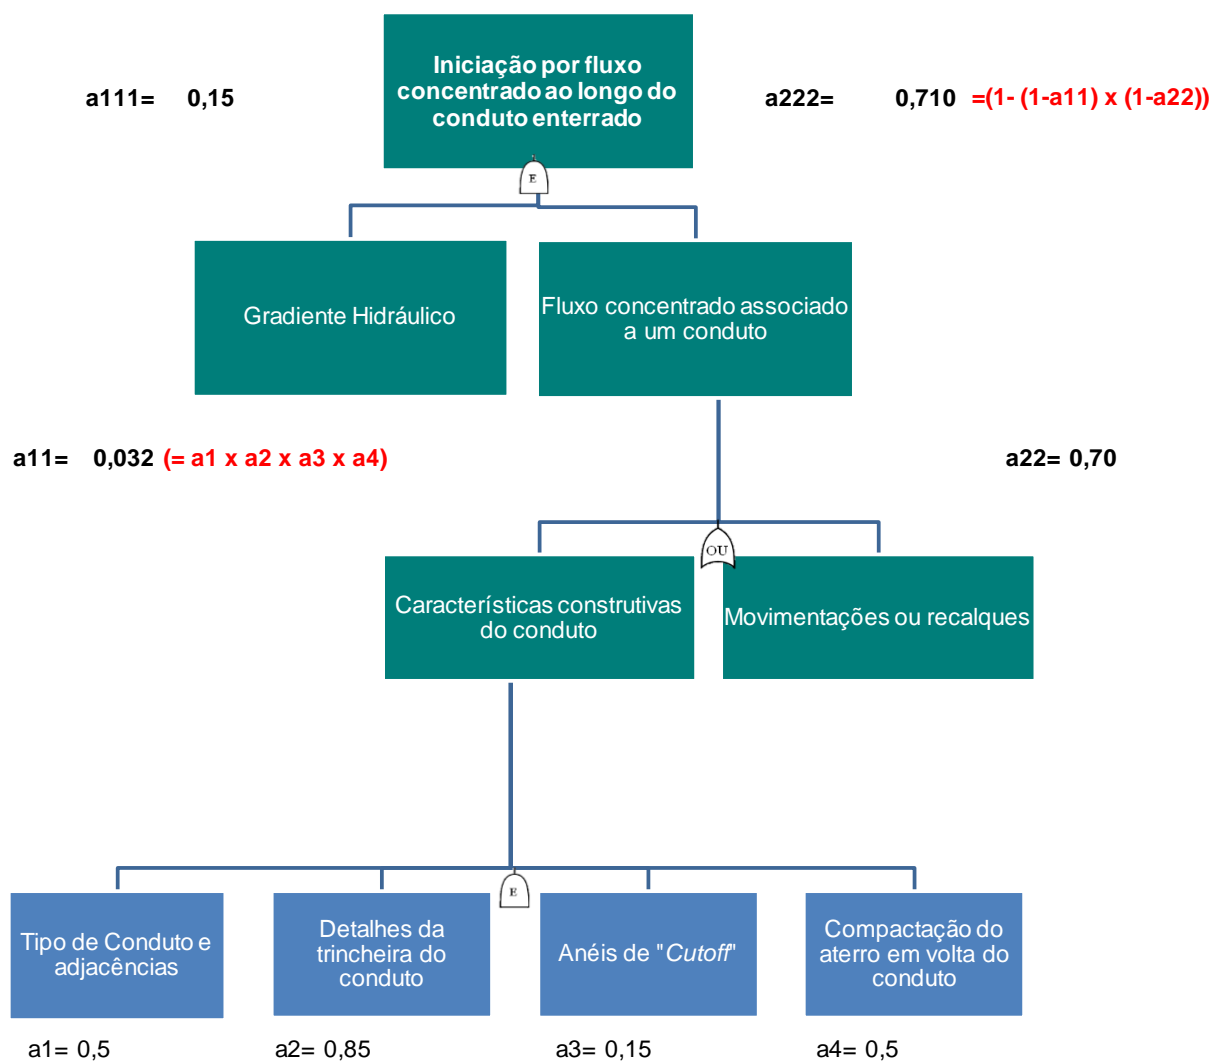 Iniciação por fluxo
concentrado ao longo do
conduto enterrado
a111= 0,15
a222= 0,710 =(1- (1-a11) x (1-a22))
E
Gradiente Hidráulico
Fluxo concentrado associado
a um conduto
a11= 0,032 (= a1 x a2 x a3 x a4)
a22= 0,70
OU
Características construtivas
do conduto
Movimentações ou recalques
E
Tipo de Conduto e
adjacências
Detalhes da
trincheira do
conduto
Anéis de "Cutoff"
Compactação do
aterro em volta do
conduto
a1= 0,5
a2= 0,85
a3= 0,15
a4= 0,5